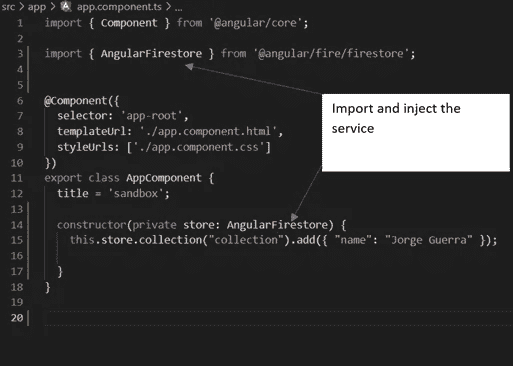 src > app > app.component.ts > ...
1 import { Component } from '@angular/core';
2
3 import { AngularFirestore } from '@angular/fire/firestore';
4
5
6 @Component({
7 selector: 'app-root',
8 templateUrl: './app.component.html',
9 styleUrls: ['./app.component.css']
10 })
11 export class AppComponent {
12 title = 'sandbox';
13
14 constructor(private store: AngularFirestore) {
15 this.store.collection("collection").add({ "name": "Jorge Guerra" });
16
17 }
18 }
19
20
Import and inject the
service